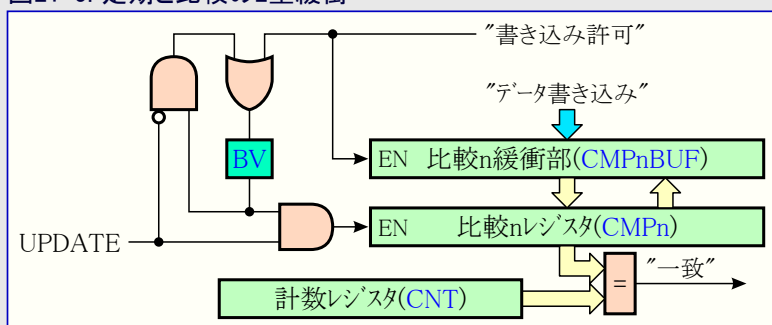 "書き込み許可"
"データ書き込み"
BV
EN 比較n緩衝部(CMPnBUF)
EN 比較nレジスタ(CMPn)
UPDATE
"一致"
=
計数レジスタ(CNT)